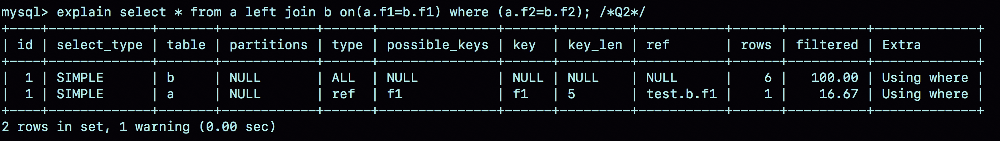 mysql> explain select * from a left join b on(a.f1=b.f1) where (a.f2=b.f2); /*Q2*/
+----+-------------+-------+------------+------+---------------+------+---------+-----------+------+----------+-------------+
| id | select_type | table | partitions | type | possible_keys | key  | key_len | ref       | rows | filtered | Extra       |
+----+-------------+-------+------------+------+---------------+------+---------+-----------+------+----------+-------------+
|  1 | SIMPLE      | b     | NULL       | ALL  | NULL          | NULL | NULL    | NULL      |    6 |   100.00 | Using where |
|  1 | SIMPLE      | a     | NULL       | ref  | f1            | f1   | 5       | test.b.f1 |    1 |    16.67 | Using where |
+----+-------------+-------+------------+------+---------------+------+---------+-----------+------+----------+-------------+
2 rows in set, 1 warning (0.00 sec)